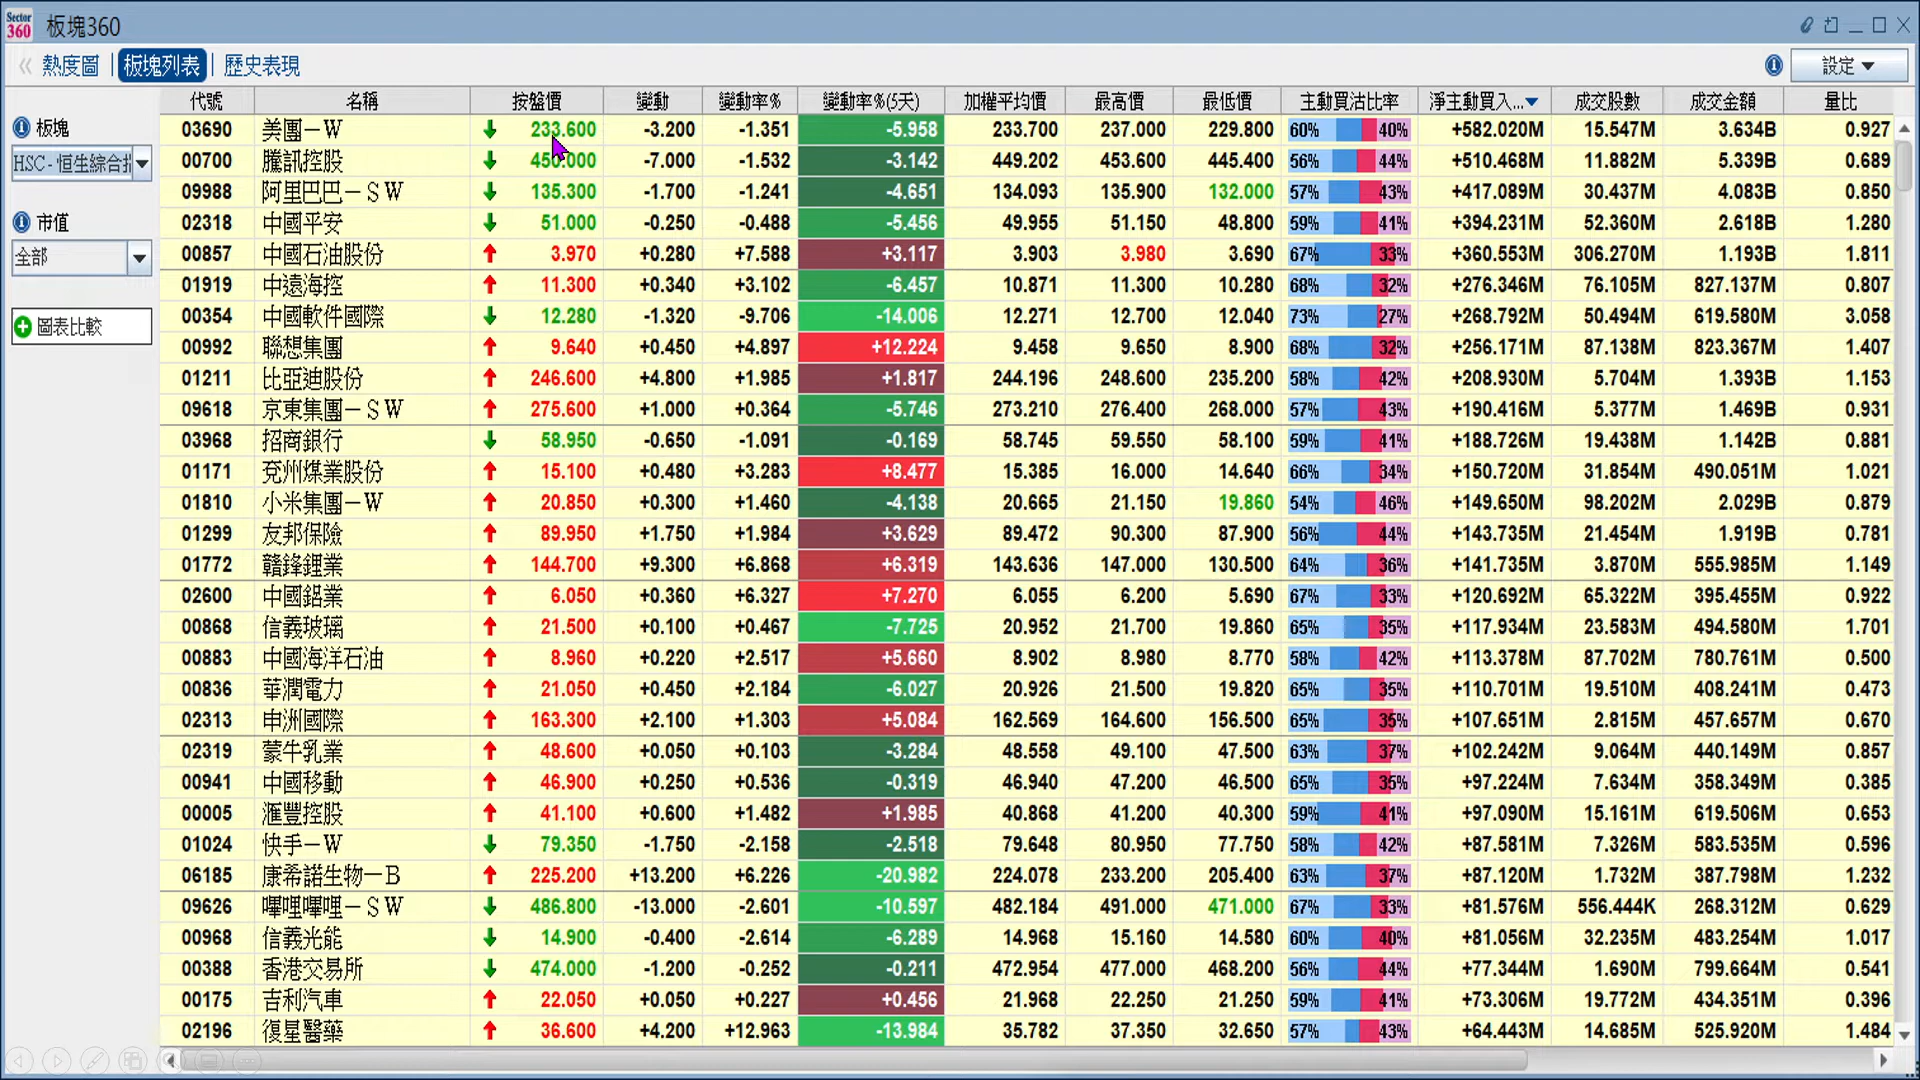 Sector 360 板塊360
熱度圖 板塊列表 歷史表現 設定
代號 名稱 按盤價 變動 變動率% 變動率%(5天) 加權平均價 最高價 最低價 主動買沽比率 淨主動買入... 成交股數 成交金額 量比
板塊
HSC - 恒生綜合指
市值
全部
圖表比較
03690 美團－W 233.600 -3.200 -1.351 -5.958 233.700 237.000 229.800 60% 40% +582.020M 15.547M 3.634B 0.927
00700 騰訊控股 450.000 -7.000 -1.532 -3.142 449.202 453.600 445.400 56% 44% +510.468M 11.882M 5.339B 0.689
09988 阿里巴巴－ＳＷ 135.300 -1.700 -1.241 -4.651 134.093 135.900 132.000 57% 43% +417.089M 30.437M 4.083B 0.850
02318 中國平安 51.000 -0.250 -0.488 -5.456 49.955 51.150 48.800 59% 41% +394.231M 52.360M 2.618B 1.280
00857 中國石油股份 3.970 +0.280 +7.588 +3.117 3.903 3.980 3.690 67% 33% +360.553M 306.270M 1.193B 1.811
01919 中遠海控 11.300 +0.340 +3.102 -6.457 10.871 11.300 10.280 68% 32% +276.346M 76.105M 827.137M 0.807
00354 中國軟件國際 12.280 -1.320 -9.706 -14.006 12.271 12.700 12.040 73% 27% +268.792M 50.494M 619.580M 3.058
00992 聯想集團 9.640 +0.450 +4.897 +12.224 9.458 9.650 8.900 68% 32% +256.171M 87.138M 823.367M 1.407
01211 比亞迪股份 246.600 +4.800 +1.985 +1.817 244.196 248.600 235.200 58% 42% +208.930M 5.704M 1.393B 1.153
09618 京東集團－ＳＷ 275.600 +1.000 +0.364 -5.746 273.210 276.400 268.000 57% 43% +190.416M 5.377M 1.469B 0.931
03968 招商銀行 58.950 -0.650 -1.091 -0.169 58.745 59.550 58.100 59% 41% +188.726M 19.438M 1.142B 0.881
01171 兗州煤業股份 15.100 +0.480 +3.283 +8.477 15.385 16.000 14.640 66% 34% +150.720M 31.854M 490.051M 1.021
01810 小米集團－W 20.850 +0.300 +1.460 -4.138 20.665 21.150 19.860 54% 46% +149.650M 98.202M 2.029B 0.879
01299 友邦保險 89.950 +1.750 +1.984 +3.629 89.472 90.300 87.900 56% 44% +143.735M 21.454M 1.919B 0.781
01772 贛鋒鋰業 144.700 +9.300 +6.868 +6.319 143.636 147.000 130.500 64% 36% +141.735M 3.870M 555.985M 1.149
02600 中國鋁業 6.050 +0.360 +6.327 +7.270 6.055 6.200 5.690 67% 33% +120.692M 65.322M 395.455M 0.922
00868 信義玻璃 21.500 +0.100 +0.467 -7.725 20.952 21.700 19.860 65% 35% +117.934M 23.583M 494.580M 1.701
00883 中國海洋石油 8.960 +0.220 +2.517 +5.660 8.902 8.980 8.770 58% 42% +113.378M 87.702M 780.761M 0.500
00836 華潤電力 21.050 +0.450 +2.184 -6.027 20.926 21.500 19.820 65% 35% +110.701M 19.510M 408.241M 0.473
02313 申洲國際 163.300 +2.100 +1.303 +5.084 162.569 164.600 156.500 65% 35% +107.651M 2.815M 457.657M 0.670
02319 蒙牛乳業 48.600 +0.050 +0.103 -3.284 48.558 49.100 47.500 63% 37% +102.242M 9.064M 440.149M 0.857
00941 中國移動 46.900 +0.250 +0.536 -0.319 46.940 47.200 46.500 65% 35% +97.224M 7.634M 358.349M 0.385
00005 滙豐控股 41.100 +0.600 +1.482 +1.985 40.868 41.200 40.300 59% 41% +97.090M 15.161M 619.506M 0.653
01024 快手－W 79.350 -1.750 -2.158 -2.518 79.648 80.950 77.750 58% 42% +87.581M 7.326M 583.535M 0.596
06185 康希諾生物－B 225.200 +13.200 +6.226 -20.982 224.078 233.200 205.400 63% 37% +87.120M 1.732M 387.798M 1.232
09626 嗶哩嗶哩－ＳＷ 486.800 -13.000 -2.601 -10.597 482.184 491.000 471.000 67% 33% +81.576M 556.444K 268.312M 0.629
00968 信義光能 14.900 -0.400 -2.614 -6.289 14.968 15.160 14.580 60% 40% +81.056M 32.235M 483.254M 1.017
00388 香港交易所 474.000 -1.200 -0.252 -0.211 472.954 477.000 468.200 56% 44% +77.344M 1.690M 799.664M 0.541
00175 吉利汽車 22.050 +0.050 +0.227 +0.456 21.968 22.250 21.250 59% 41% +73.306M 19.772M 434.351M 0.396
02196 復星醫藥 36.600 +4.200 +12.963 -13.984 35.782 37.350 32.650 57% 43% +64.443M 14.685M 525.920M 1.484